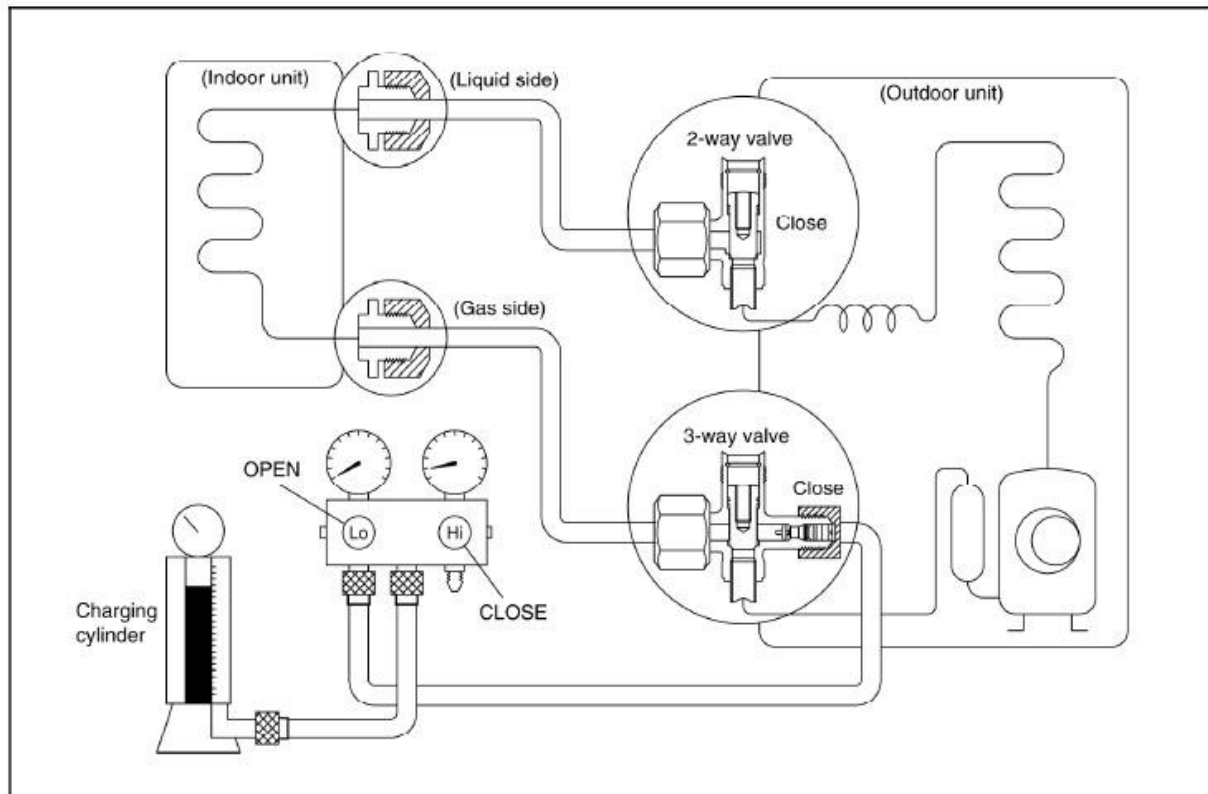 (Indoor unit)
(Liquid side)
(Outdoor unit)
2-way valve
Close
(Gas side)
3-way valve
Close
OPEN
Lo
Hi
CLOSE
Charging
cylinder